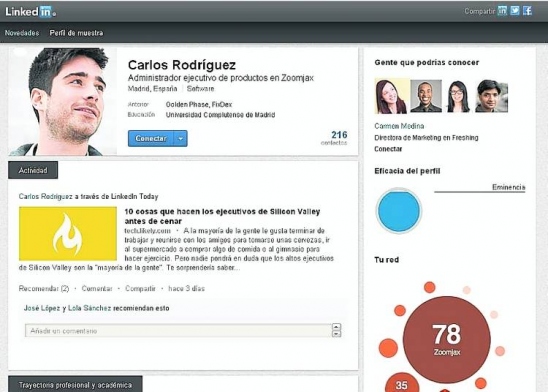 Linked in
Compartir
Novedades Perfil de muestra
Carlos Rodríguez
Administrador ejecutivo de productos en Zoomjax
Madrid, España Software
Anterior Golden Phase, FixDex
Educación Universidad Complutense de Madrid
Conectar
216
contactos
Actividad
Carlos Rodríguez a través de LinkedIn Today
10 cosas que hacen los ejecutivos de Silicon Valley
antes de cenar
techlikely.com · A la mayoría de la gente le gusta terminar de
trabajar y reunirse con los amigos para tomarse unas cervezas, ir
al supermercado a comprar algo de comida o al gimnasio para
hacer ejercicio. Pero nadie pondrá en duda que los altos ejecutivos
de Silicon Valley son la "mayoría de la gente". Te sorprendería saber...
Recomendar (2) · Comentar · Compartir · hace 3 días
José López y Lola Sánchez recomiendan esto
Añade un comentario
Trayectoria profesional y académica
Gente que podrías conocer
Carmen Medina
Directora de Marketing en Freshing
Conectar
Eficacia del perfil
Eminencia
Tu red
78
Zoomjax
35